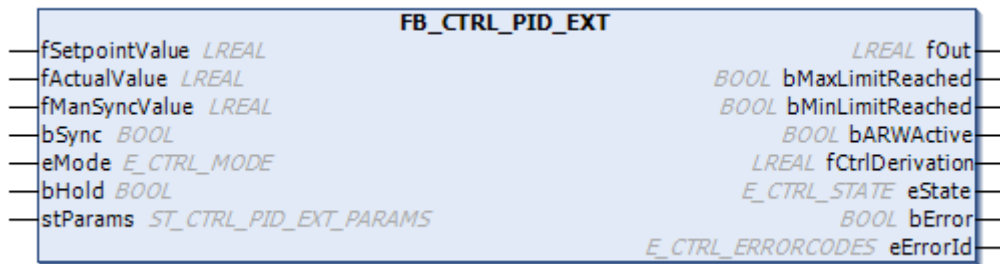 FB_CTRL_PID_EXT
fSetpointValue LREAL LREAL fOut
fActualValue LREAL BOOL bMaxLimitReached
fManSyncValue LREAL BOOL bMinLimitReached
bSync BOOL BOOL bARWActive
eMode E_CTRL_MODE LREAL fCtrlDerivation
bHold BOOL E_CTRL_STATE eState
stParams ST_CTRL_PID_EXT_PARAMS BOOL bError
E_CTRL_ERRORCODES eErrorId